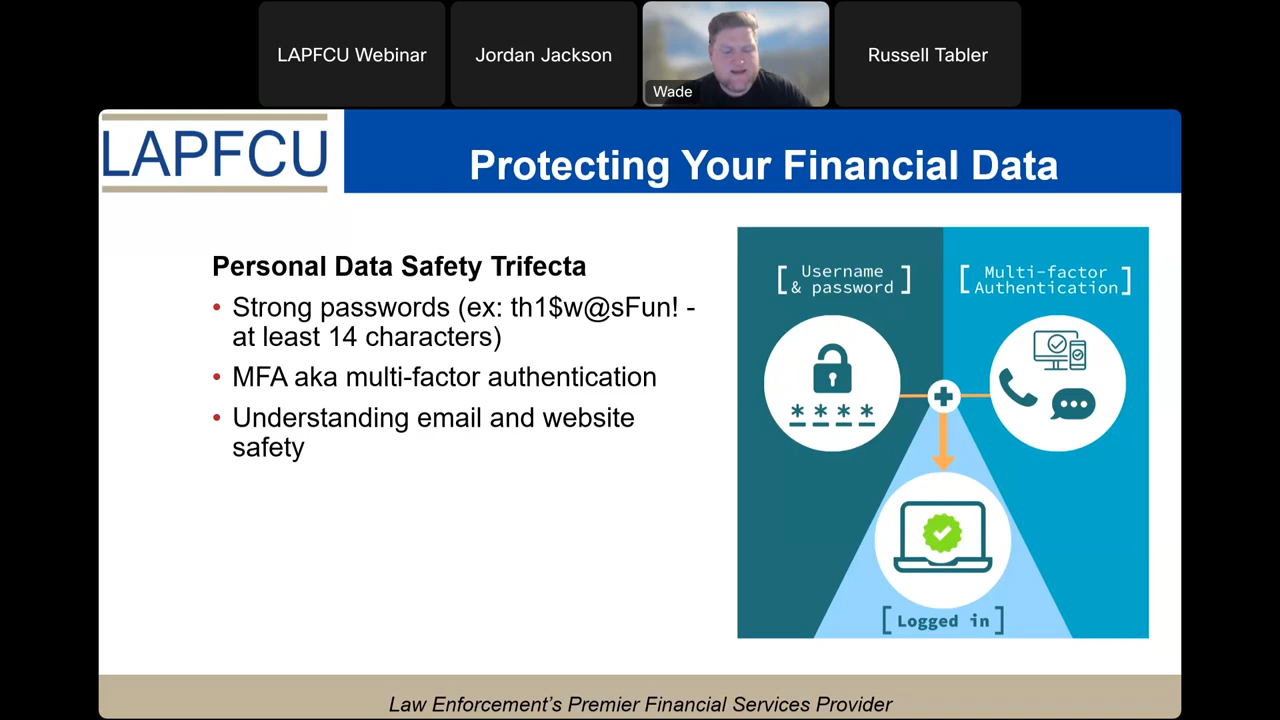 LAPFCU Webinar
Jordan Jackson
Wade
Russell Tabler
LAPFCU
Protecting Your Financial Data
Personal Data Safety Trifecta
• Strong passwords (ex: th1$w@sFun! -
at least 14 characters)
• MFA aka multi-factor authentication
• Understanding email and website
safety
[ Username
& password ]
[ Multi-factor
Authentication ]
* * * *
[ Logged in ]
Law Enforcement's Premier Financial Services Provider